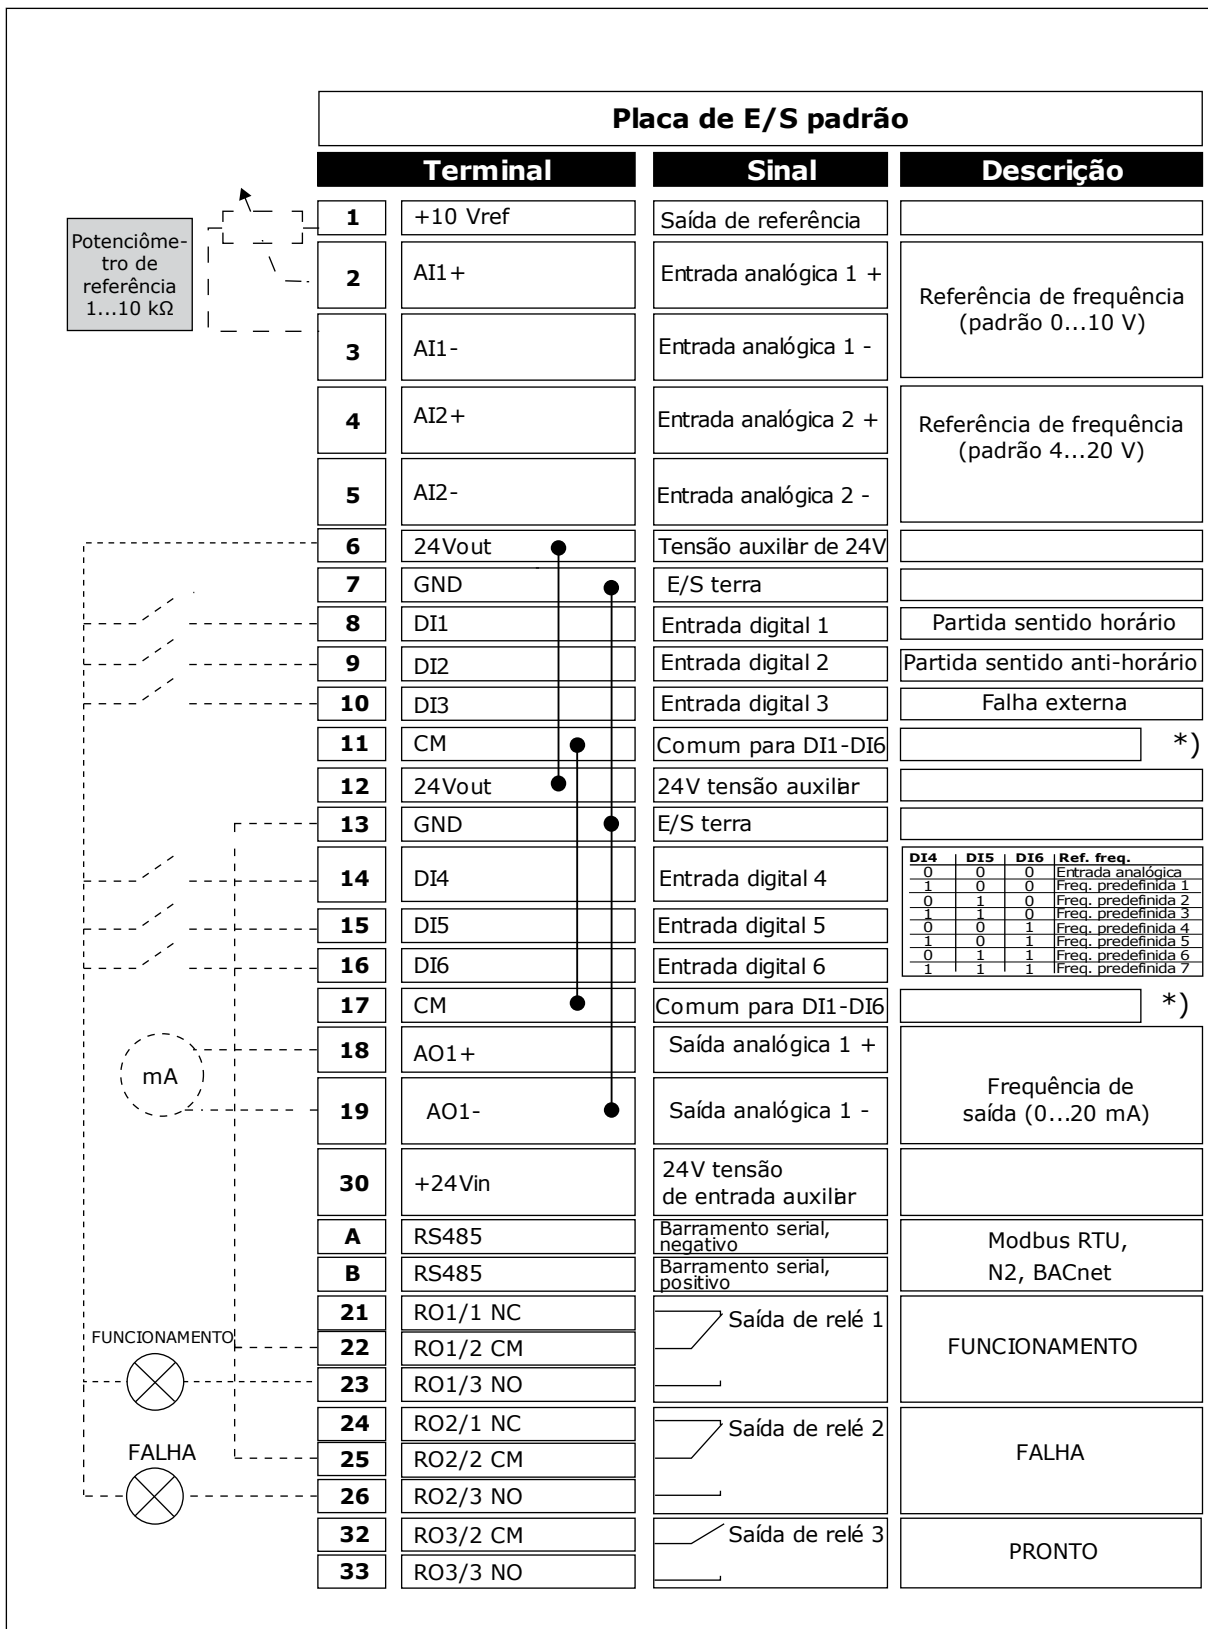 Placa de E/S padrão
Terminal Sinal Descrição
Potenciôme-
tro de
referência
1...10 kΩ
1 +10 Vref Saída de referência
2 AI1+ Entrada analógica 1 +
3 AI1- Entrada analógica 1 -
Referência de frequência
(padrão 0...10 V)
4 AI2+ Entrada analógica 2 +
5 AI2- Entrada analógica 2 -
Referência de frequência
(padrão 4...20 V)
6 24Vout Tensão auxiliar de 24V
7 GND E/S terra
8 DI1 Entrada digital 1 Partida sentido horário
9 DI2 Entrada digital 2 Partida sentido anti-horário
10 DI3 Entrada digital 3 Falha externa
11 CM Comum para DI1-DI6 *)
12 24Vout 24V tensão auxiliar
13 GND E/S terra
14 DI4 Entrada digital 4
15 DI5 Entrada digital 5
16 DI6 Entrada digital 6
DI4 DI5 DI6 Ref. freq.
0 0 0 Entrada analógica
1 0 0 Freq. predefinida 1
0 1 0 Freq. predefinida 2
1 1 0 Freq. predefinida 3
0 0 1 Freq. predefinida 4
1 0 1 Freq. predefinida 5
0 1 1 Freq. predefinida 6
1 1 1 Freq. predefinida 7
17 CM Comum para DI1-DI6 *)
mA
18 AO1+ Saída analógica 1 +
19 AO1- Saída analógica 1 -
Frequência de
saída (0...20 mA)
30 +24Vin 24V tensão
de entrada auxiliar
A RS485 Barramento serial,
negativo
B RS485 Barramento serial,
positivo
Modbus RTU,
N2, BACnet
21 RO1/1 NC Saída de relé 1
FUNCIONAMENTO
22 RO1/2 CM FUNCIONAMENTO
23 RO1/3 NO
24 RO2/1 NC Saída de relé 2
FALHA
25 RO2/2 CM FALHA
26 RO2/3 NO
32 RO3/2 CM Saída de relé 3
33 RO3/3 NO
PRONTO